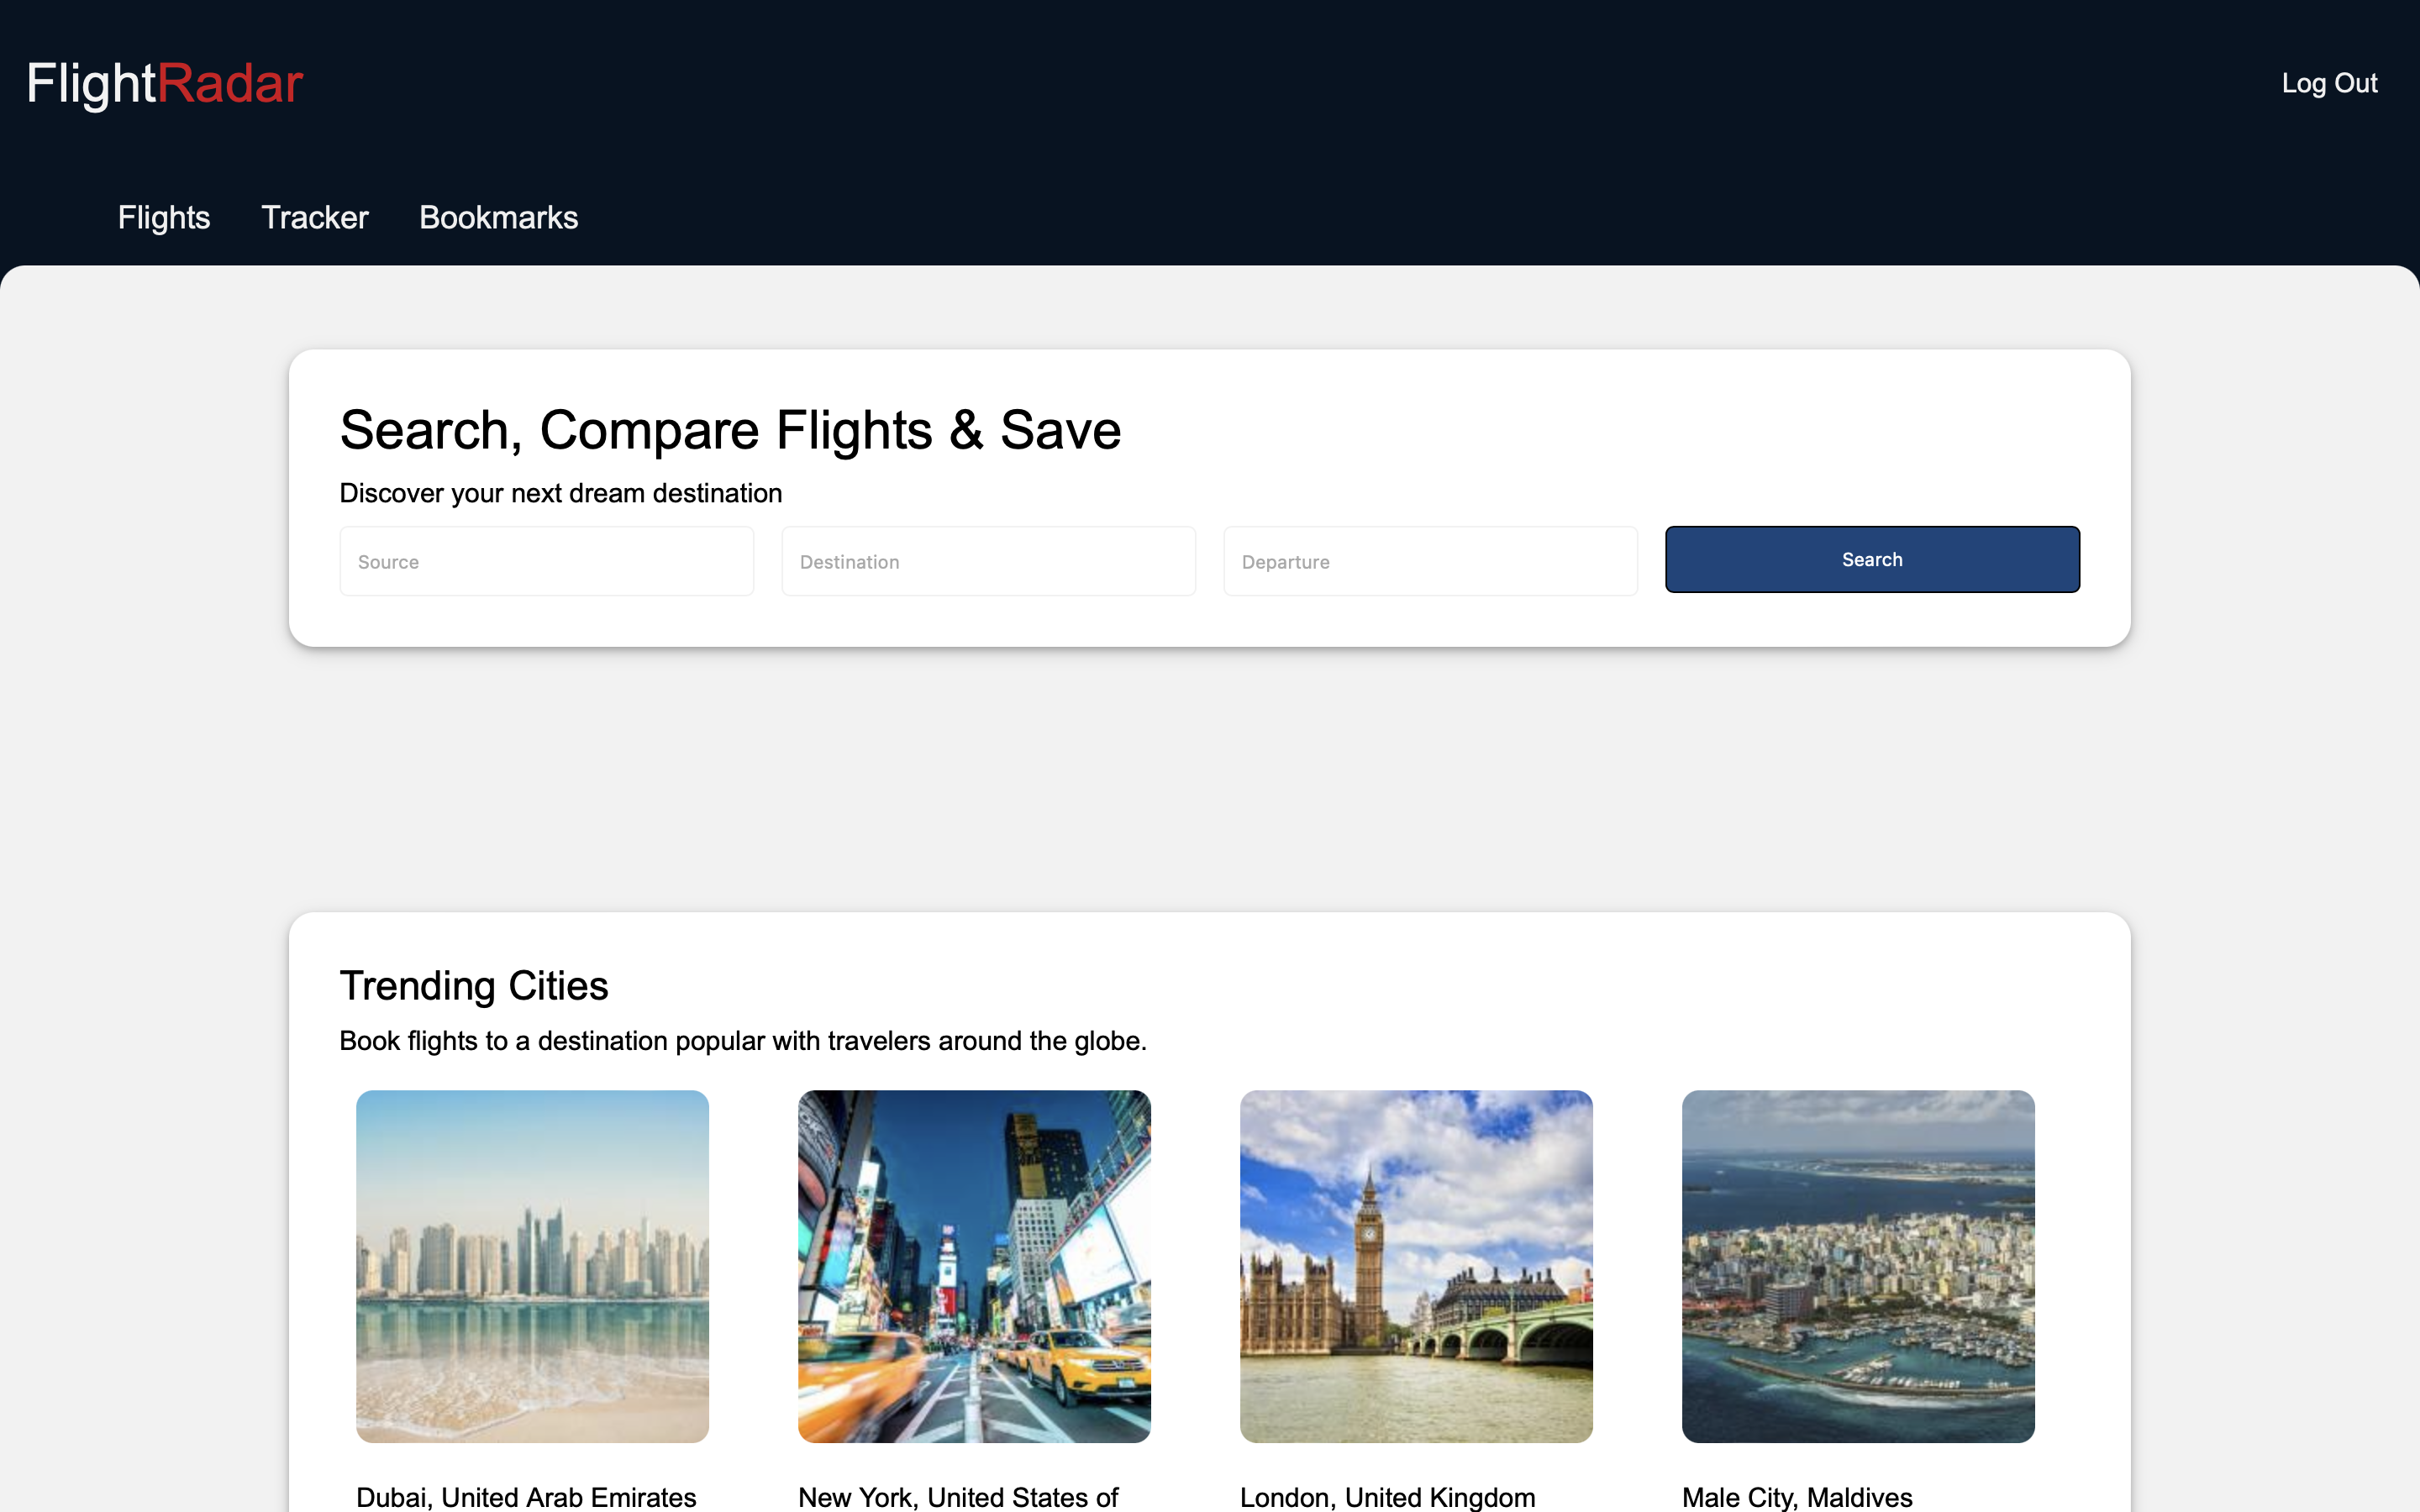 FlightRadar
Log Out
Flights Tracker Bookmarks
Search, Compare Flights & Save
Discover your next dream destination
Source Destination Departure Search
Trending Cities
Book flights to a destination popular with travelers around the globe.
Dubai, United Arab Emirates
New York, United States of
London, United Kingdom
Male City, Maldives